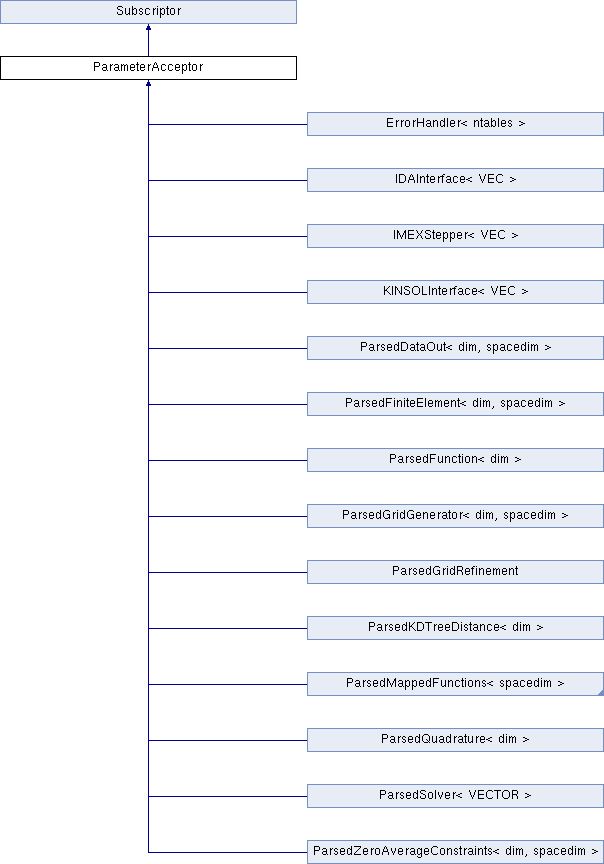 Subscriptor
ParameterAcceptor
ErrorHandler< ntables >
IDAInterface< VEC >
IMEXStepper< VEC >
KINSOLInterface< VEC >
ParsedDataOut< dim, spacedim >
ParsedFiniteElement< dim, spacedim >
ParsedFunction< dim >
ParsedGridGenerator< dim, spacedim >
ParsedGridRefinement
ParsedKDTreeDistance< dim >
ParsedMappedFunctions< spacedim >
ParsedQuadrature< dim >
ParsedSolver< VECTOR >
ParsedZeroAverageConstraints< dim, spacedim >